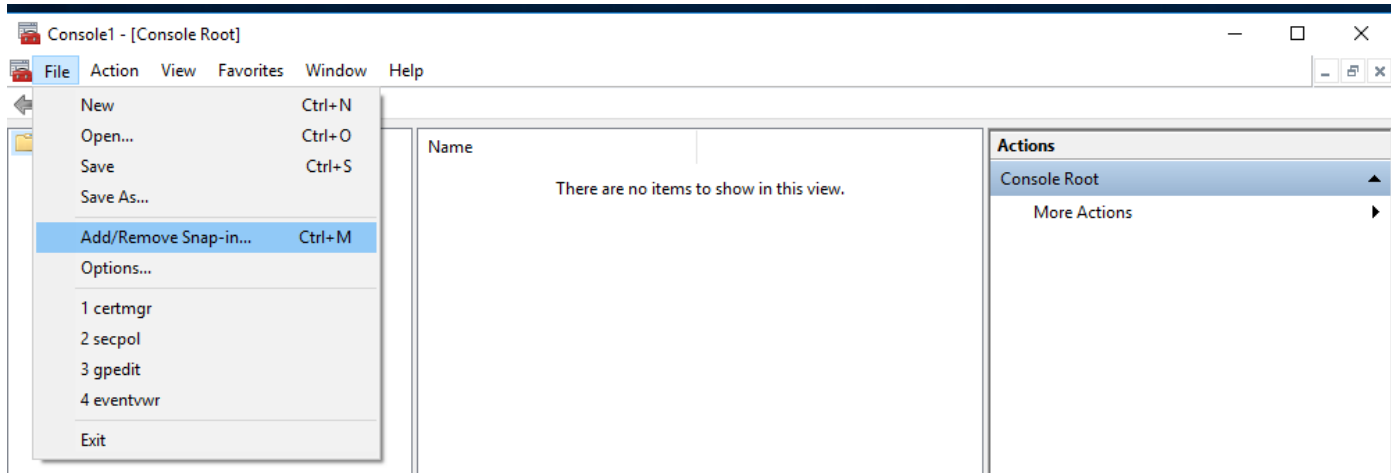 Console1 - [Console Root]
File Action View Favorites Window Help
New Ctrl+N
Open... Ctrl+O
Save Ctrl+S
Save As...
Add/Remove Snap-in... Ctrl+M
Options...
1 certmgr
2 secpol
3 gpedit
4 eventvwr
Exit
Name
There are no items to show in this view.
Actions
Console Root
More Actions